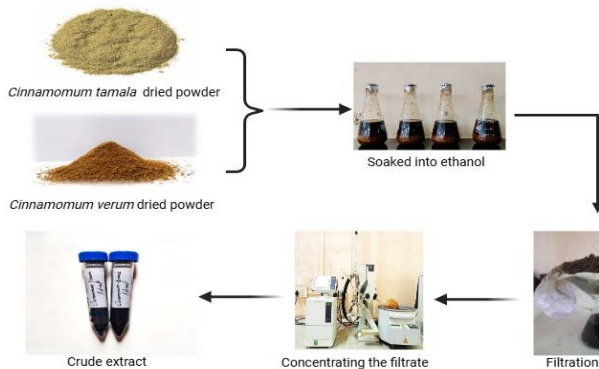 Cinnamomum tamala dried powder
Soaked into ethanol
Cinnamomum verum dried powder
Crude extract
Concentrating the filtrate
Filtration